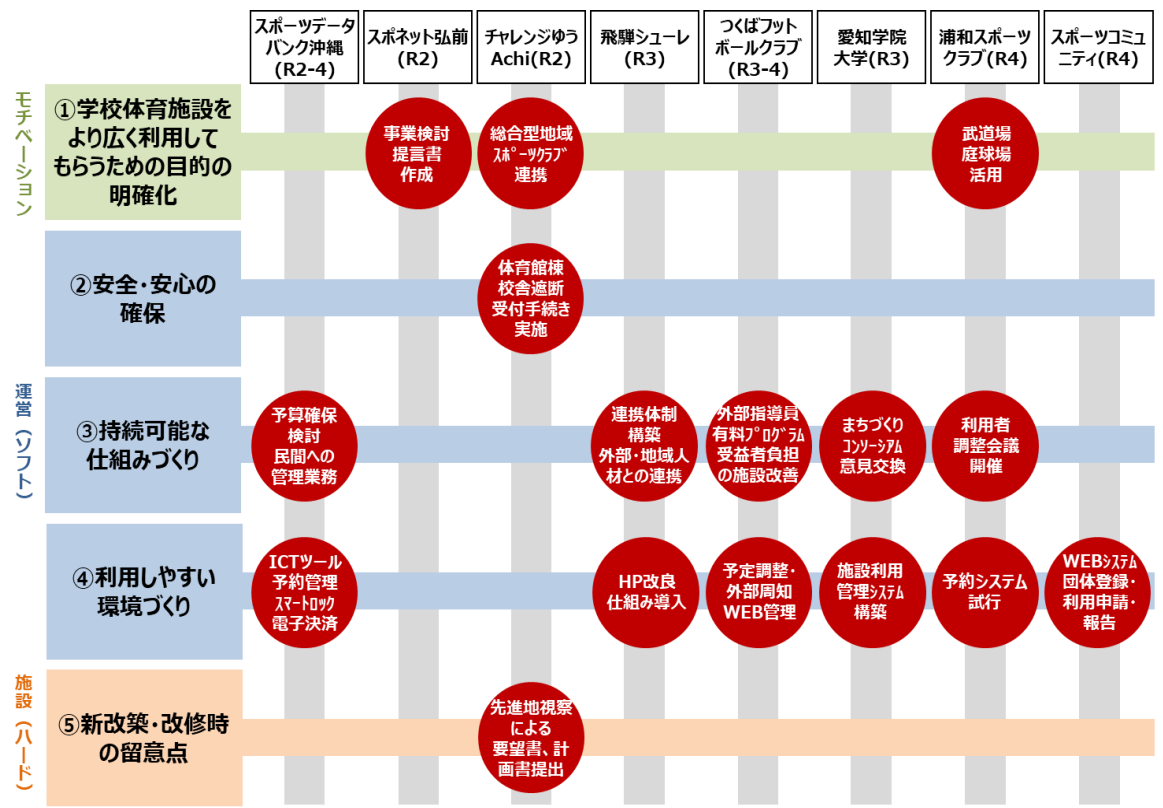 スポーツデータ
バンク沖縄
(R2-4)
スポネット弘前
(R2)
チャレンジゆう
Achi(R2)
飛騨シューレ
(R3)
つくばフット
ボールクラブ
(R3-4)
愛知学院
大学(R3)
浦和スポーツ
クラブ(R4)
スポーツコミュ
ニティ(R4)
モチベーション
①学校体育施設を
より広く利用して
もらうための目的の
明確化
事業検討
提言書
作成
総合型地域
ｽﾎﾟｰﾂｸﾗﾌﾞ
連携
武道場
庭球場
活用
②安全・安心の
確保
体育館棟
校舎遮断
受付手続き
実施
運営（ソフト）
③持続可能な
仕組みづくり
予算確保
検討
民間への
管理業務
連携体制
構築
外部・地域人
材との連携
外部指導員
有料ﾌﾟﾛｸﾞﾗﾑ
受益者負担
の施設改善
まちづくり
ｺﾝｿｰｼｱﾑ
意見交換
利用者
調整会議
開催
④利用しやすい
環境づくり
ICTツール
予約管理
ｽﾏｰﾄﾛｯｸ
電子決済
HP改良
仕組み導入
予定調整・
外部周知
WEB管理
施設利用
管理ｼｽﾃﾑ
構築
予約システム
試行
WEBｼｽﾃﾑ
団体登録・
利用申請・
報告
施設（ハード）
⑤新改築・改修時
の留意点
先進地視察
による
要望書、計
画書提出